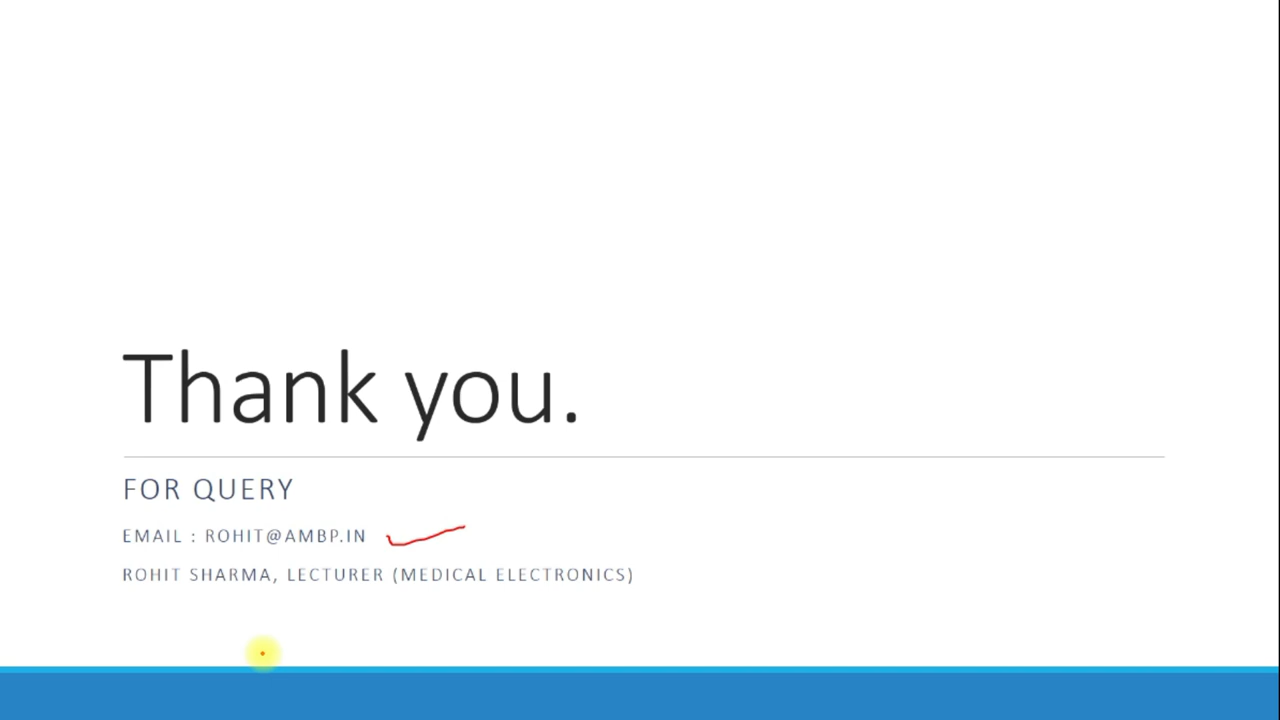 Thank you.
FOR QUERY
EMAIL : ROHIT@AMBP.IN
ROHIT SHARMA, LECTURER (MEDICAL ELECTRONICS)